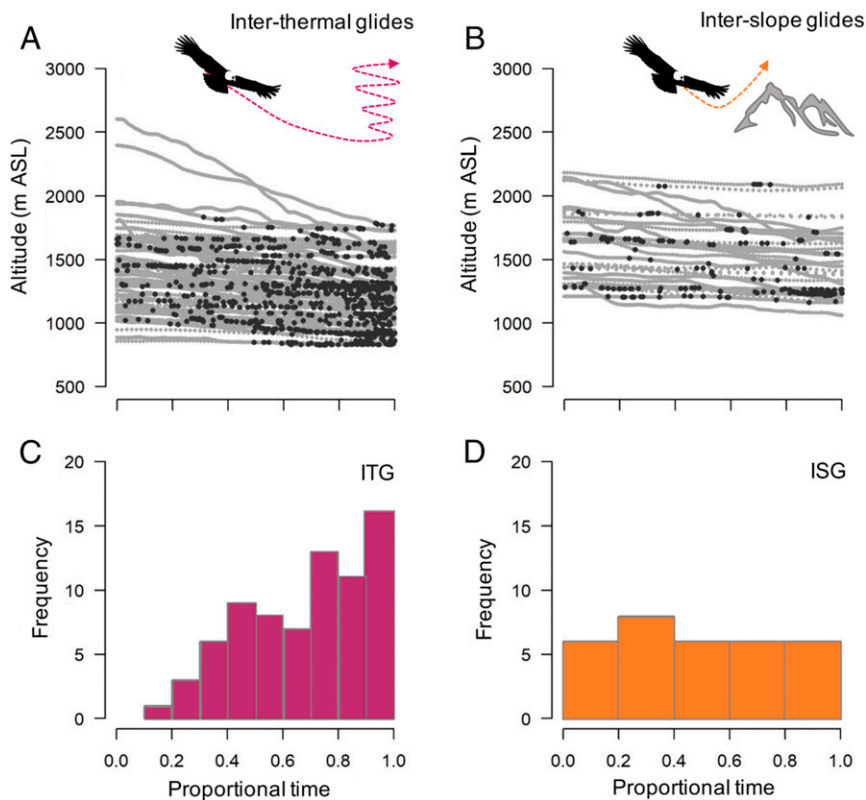 A
Inter-thermal glides
B
Inter-slope glides
3000
2500
2000
1500
1000
500
Altitude (m ASL)
3000
2500
2000
1500
1000
500
Altitude (m ASL)
C
ITG
20
15
10
5
0
Frequency
0.0 0.2 0.4 0.6 0.8 1.0
Proportional time
D
ISG
20
15
10
5
0
Frequency
0.0 0.2 0.4 0.6 0.8 1.0
Proportional time